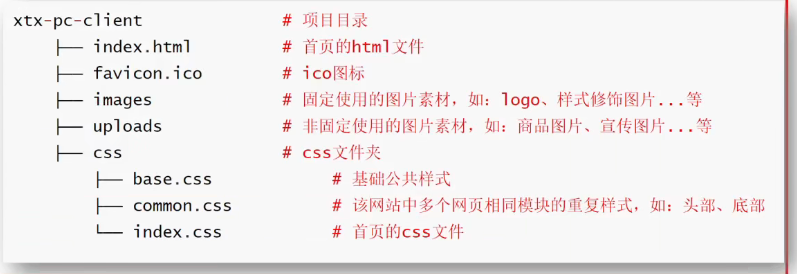 xtx-pc-client # 项目目录
├── index.html # 首页的html文件
├── favicon.ico # ico图标
├── images # 固定使用的图片素材，如：logo、样式修饰图片...等
├── uploads # 非固定使用的图片素材，如：商品图片、宣传图片...等
├── css # css文件夹
├── base.css # 基础公共样式
├── common.css # 该网站中多个网页相同模块的重复样式，如：头部、底部
└── index.css # 首页的css文件